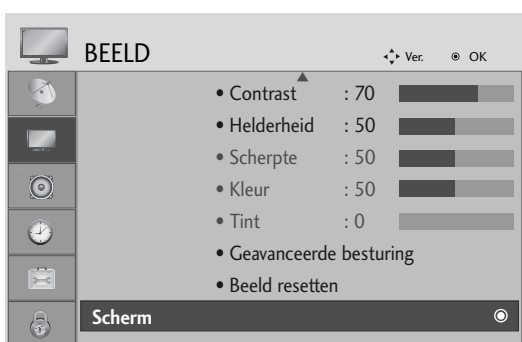 BEELD Ver. OK
• Contrast : 70
• Helderheid : 50
• Scherpte : 50
• Kleur : 50
• Tint : 0
• Geavanceerde besturing
• Beeld resetten
Scherm